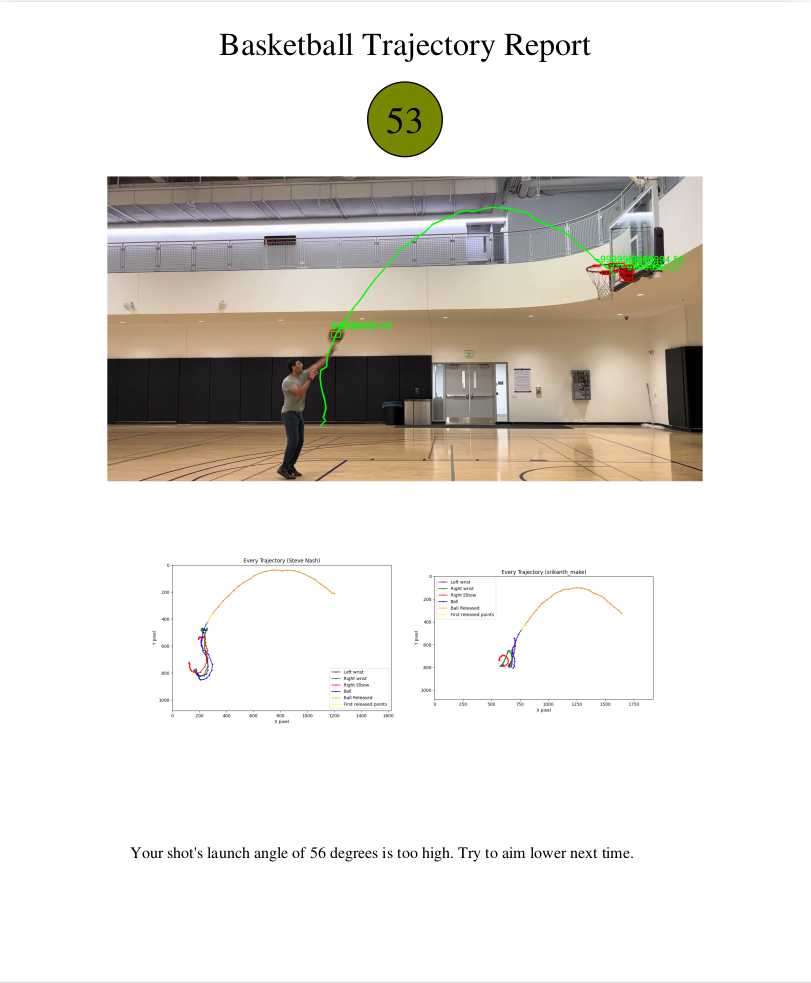 Basketball Trajectory Report
53
Every Trajectory (Steve Nash)
0
200
400
600
800
1000
Y pixel
0
200
400
600
800
1000
1200
1400
1600
X pixel
Left wrist
Right wrist
Right Elbow
Ball
Ball Released
First released points
Every Trajectory (srikanth_make)
0
200
400
600
800
1000
Y pixel
0
250
500
750
1000
1250
1500
1750
X pixel
Left wrist
Right wrist
Right Elbow
Ball
Ball Released
First released points
Your shot's launch angle of 56 degrees is too high. Try to aim lower next time.